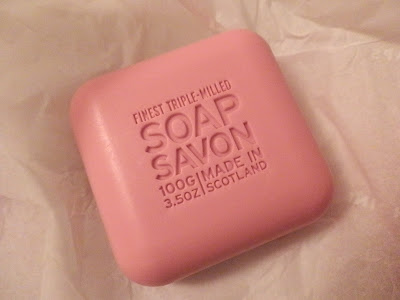 FINEST TRIPLE-MILLED
SOAP
SAVON
100G | MADE IN
3.5OZ | SCOTLAND